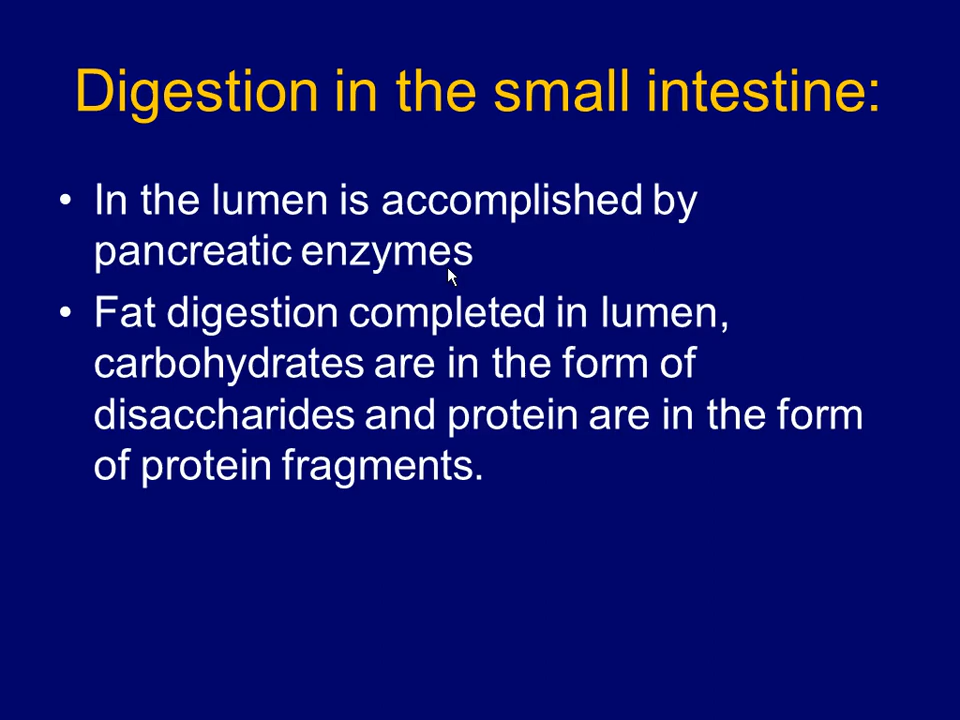 Digestion in the small intestine:
• In the lumen is accomplished by
pancreatic enzymes
• Fat digestion completed in lumen,
carbohydrates are in the form of
disaccharides and protein are in the form
of protein fragments.